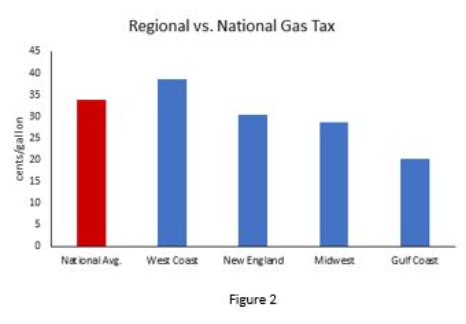 Regional vs. National Gas Tax
45
40
35
30
25
20
15
10
5
0
cents/gallon
National Avg. West Coast New England Midwest Gulf Coast
Figure 2